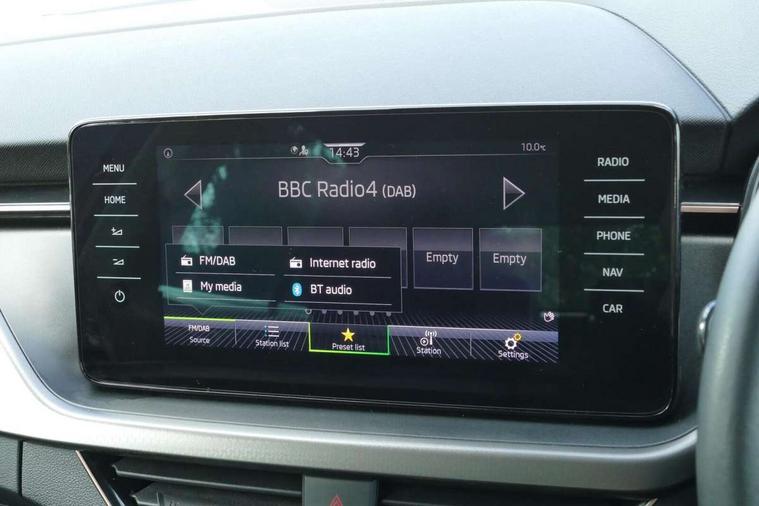 MENU
HOME
14:43
10.0℃
BBC Radio4 (DAB)
FM/DAB
Internet radio
My media
BT audio
Empty
Empty
FM/DAB
Source
Station list
Preset list
Station
Settings
RADIO
MEDIA
PHONE
NAV
CAR